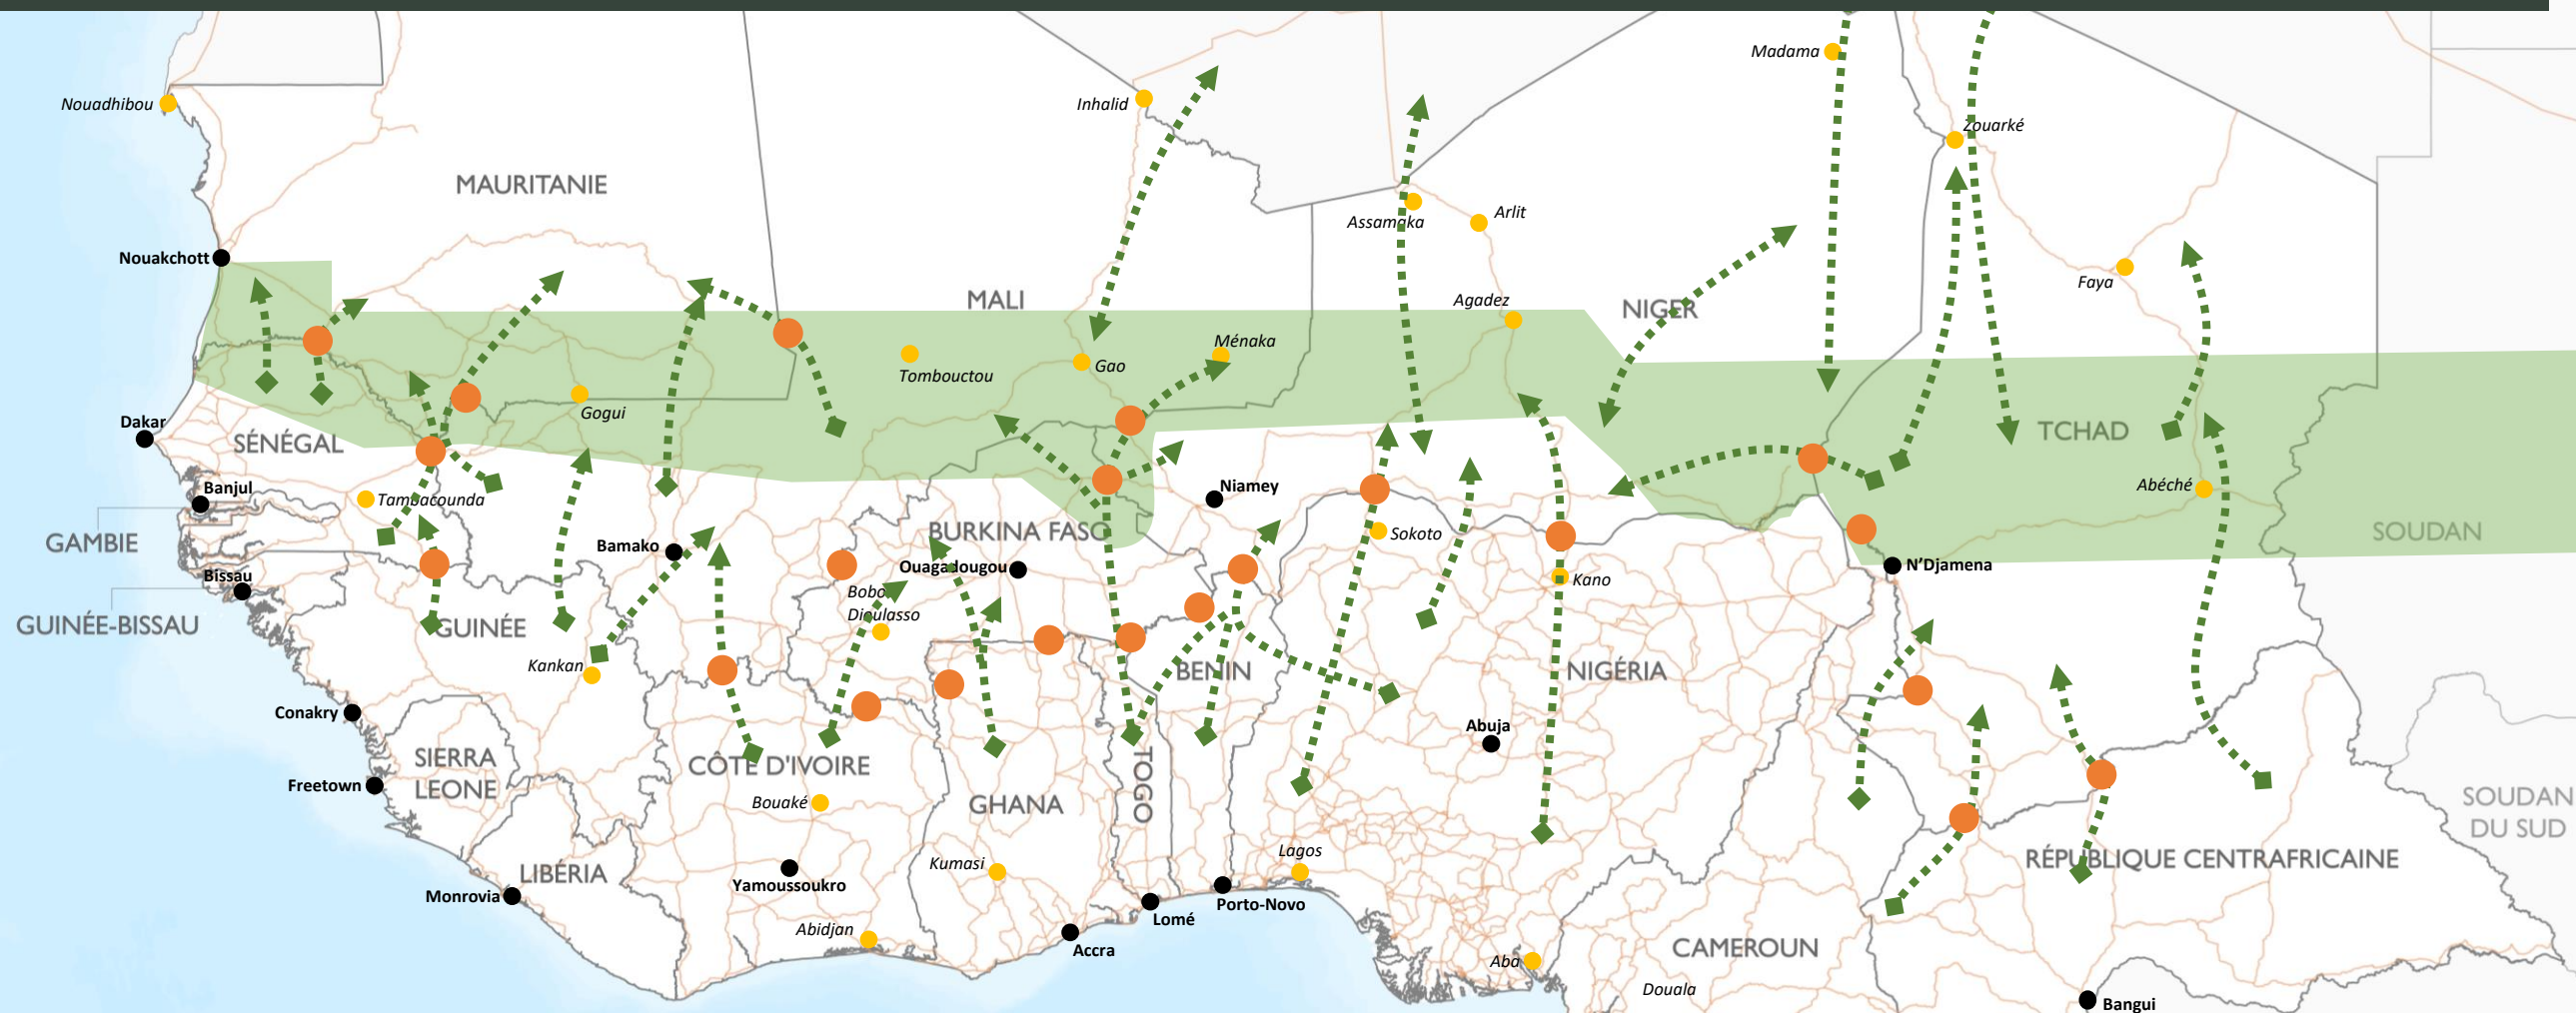 Madama
Nouadhibou
Inhalid
Zouarké
MAURITANIE
Arlit
Assamaka
Nouakchott
Faya
MALI
Agadez
NIGER
Ménaka
Gao
Tombouctou
Gogui
Dakar
SÉNÉGAL
TCHAD
Banjul
Tambacounda
Niamey
Abéché
GAMBIE
BURKINA FASO
Sokoto
SOUDAN
Bamako
Ouagadougou
N'Djamena
Bissau
Kano
Bobo
Dioulasso
GUINÉE-BISSAU
GUINÉE
Kankan
BENIN
NIGÉRIA
Conakry
Abuja
SIERRA
LEONE
CÔTE D'IVOIRE
TOGO
Freetown
Bouaké
GHANA
SOUDAN
DU SUD
Lagos
Kumasi
RÉPUBLIQUE CENTRAFRICAINE
LIBÉRIA
Yamoussoukro
Monrovia
Porto-Novo
Lomé
Abidjan
Accra
CAMEROUN
Aba
Douala
Bangui